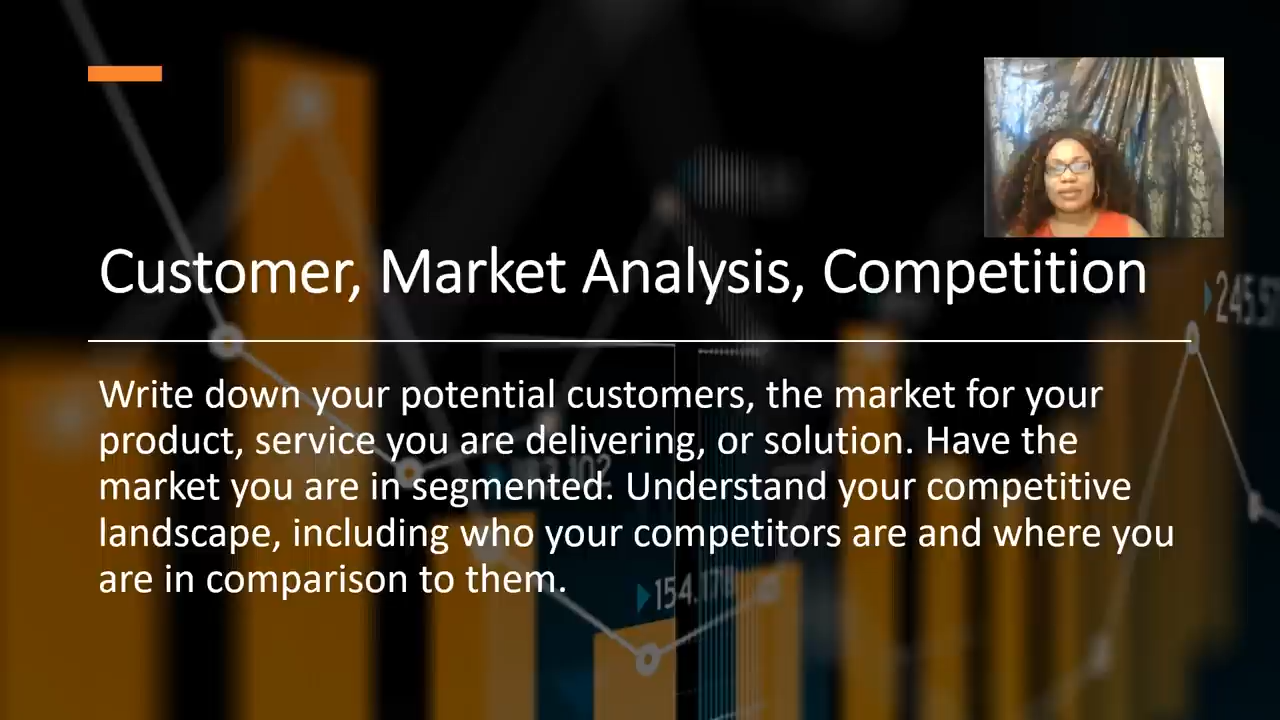 Customer, Market Analysis, Competition
Write down your potential customers, the market for your
product, service you are delivering, or solution. Have the
market you are in segmented. Understand your competitive
landscape, including who your competitors are and where you
are in comparison to them.